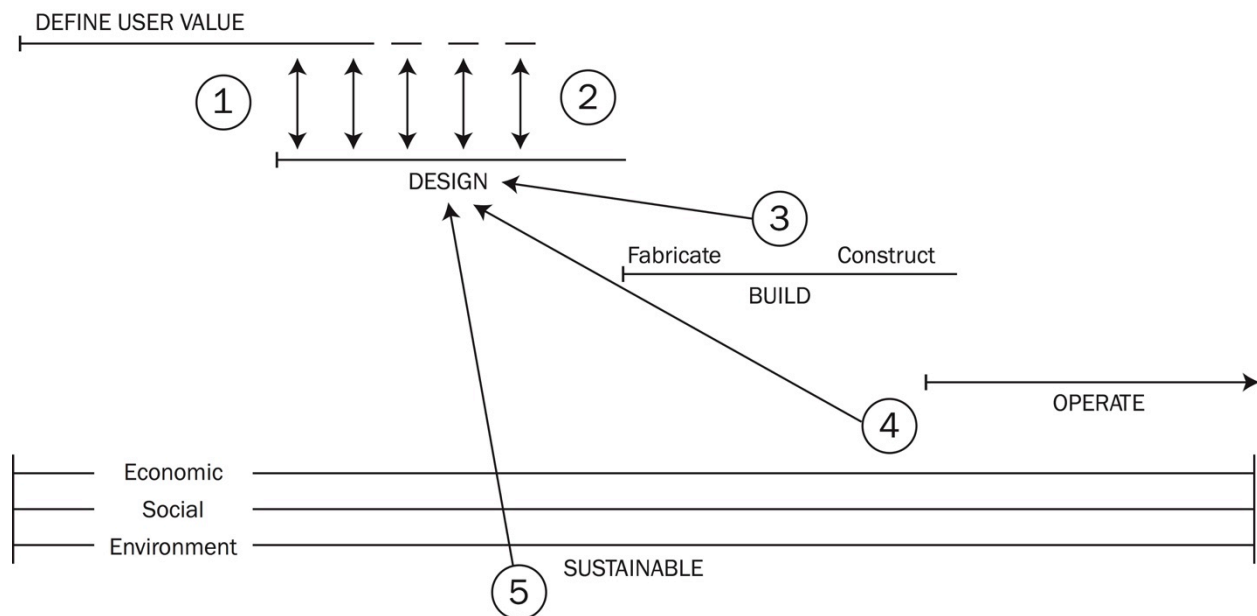 DEFINE USER VALUE
1
2
DESIGN
3
Fabricate Construct
BUILD
4
OPERATE
Economic
Social
Environment
SUSTAINABLE
5